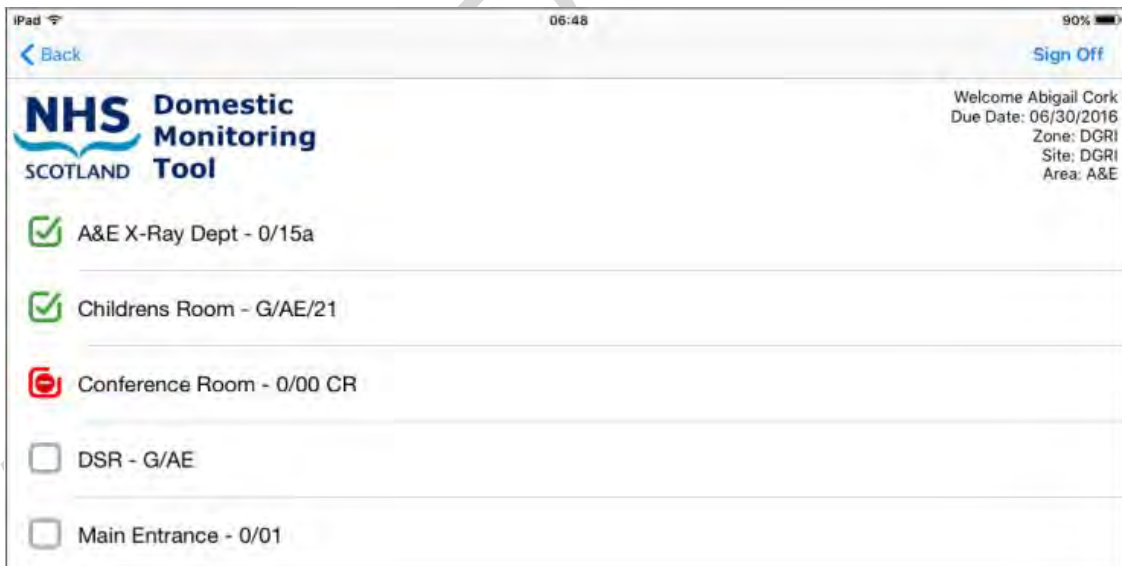 iPad
06:48
90%
Back
Sign Off
NHS
SCOTLAND
Domestic
Monitoring
Tool
Welcome Abigail Cork
Due Date: 06/30/2016
Zone: DGRI
Site: DGRI
Area: A&E
A&E X-Ray Dept - 0/15a
Childrens Room - G/AE/21
Conference Room - 0/00 CR
DSR - G/AE
Main Entrance - 0/01